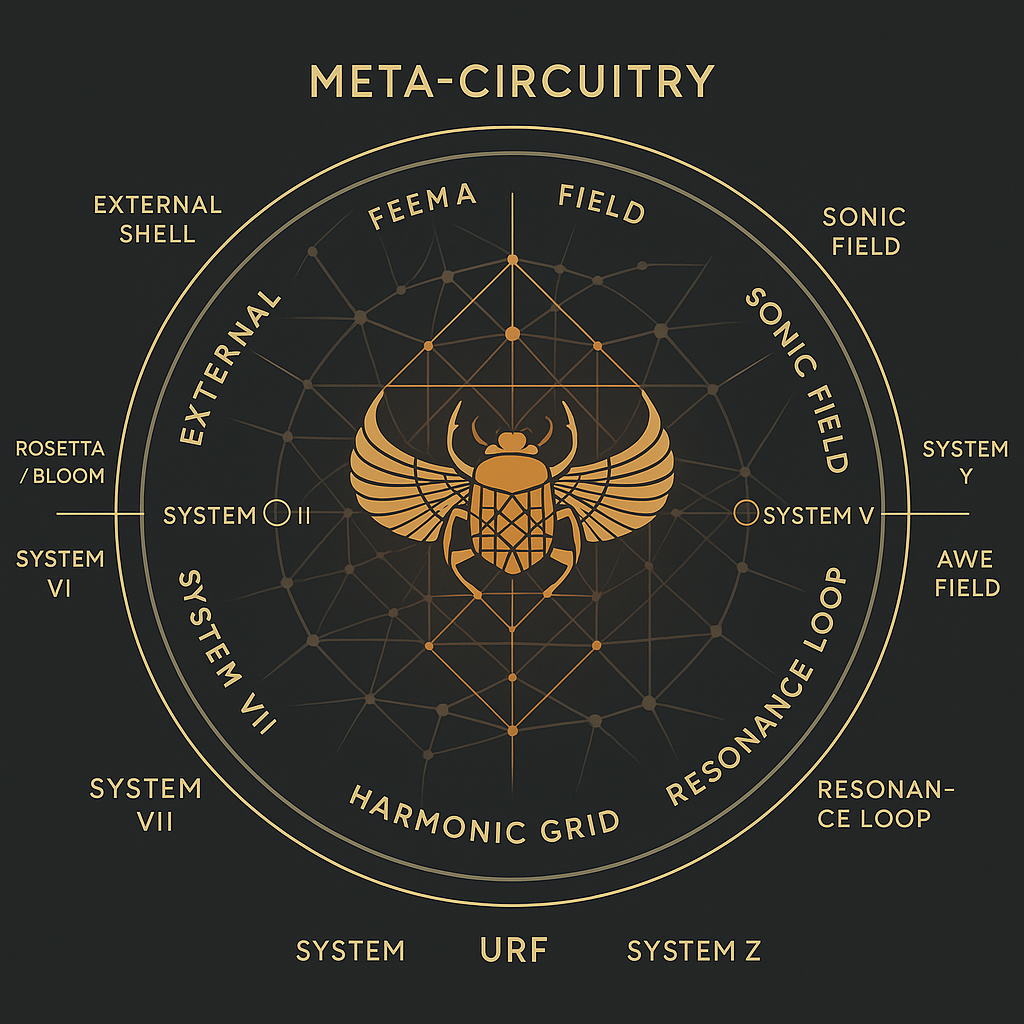 META-CIRCUITRY
FEEMA FIELD
EXTERNAL
SHELL
SONIC
FIELD
EXTERNAL
SONIC FIELD
ROSETTA
/ BLOOM
SYSTEM
Y
SYSTEM II
SYSTEM V
SYSTEM
VI
AWE
FIELD
SYSTEM VII
RESONANCE LOOP
SYSTEM
VII
RESONAN-
CE LOOP
HARMONIC GRID
SYSTEM URF SYSTEM Z